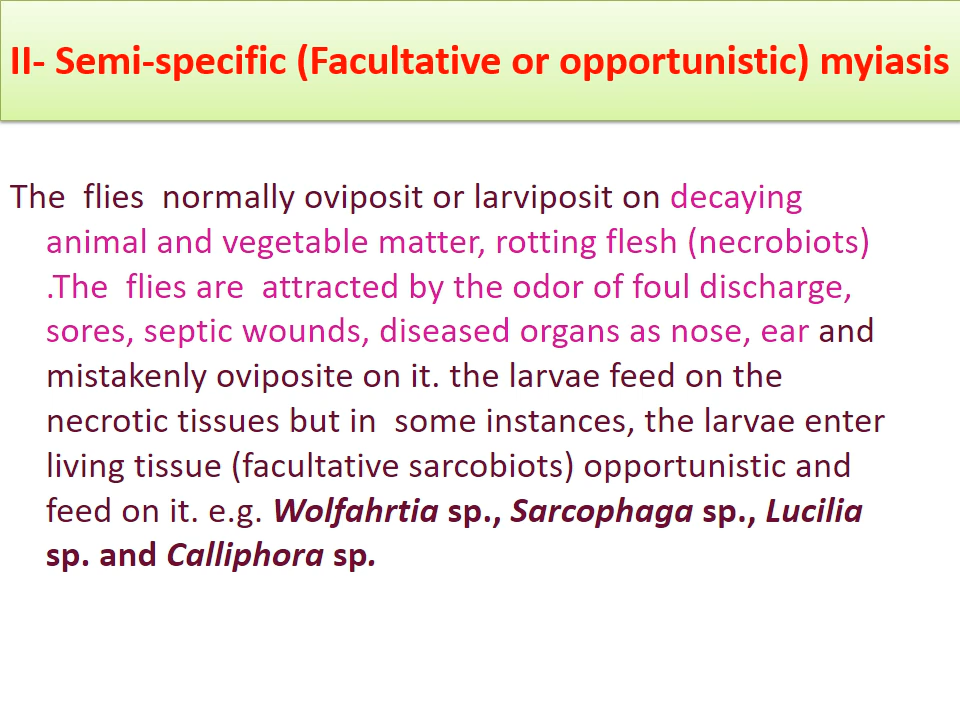 II- Semi-specific (Facultative or opportunistic) myiasis
The flies normally oviposit or larviposit on decaying
animal and vegetable matter, rotting flesh (necrobiots)
.The flies are attracted by the odor of foul discharge,
sores, septic wounds, diseased organs as nose, ear and
mistakenly oviposite on it. the larvae feed on the
necrotic tissues but in some instances, the larvae enter
living tissue (facultative sarcobiots) opportunistic and
feed on it. e.g. Wolfahrtia sp., Sarcophaga sp., Lucilia
sp. and Calliphora sp.